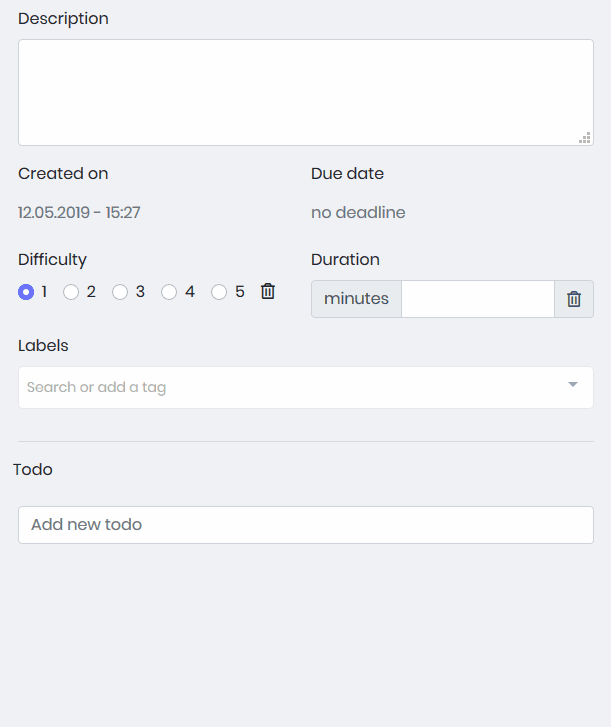 Description
Created on
Due date
12.05.2019 - 15:27
no deadline
Difficulty
Duration
1 2 3 4 5
minutes
Labels
Search or add a tag
Todo
Add new todo